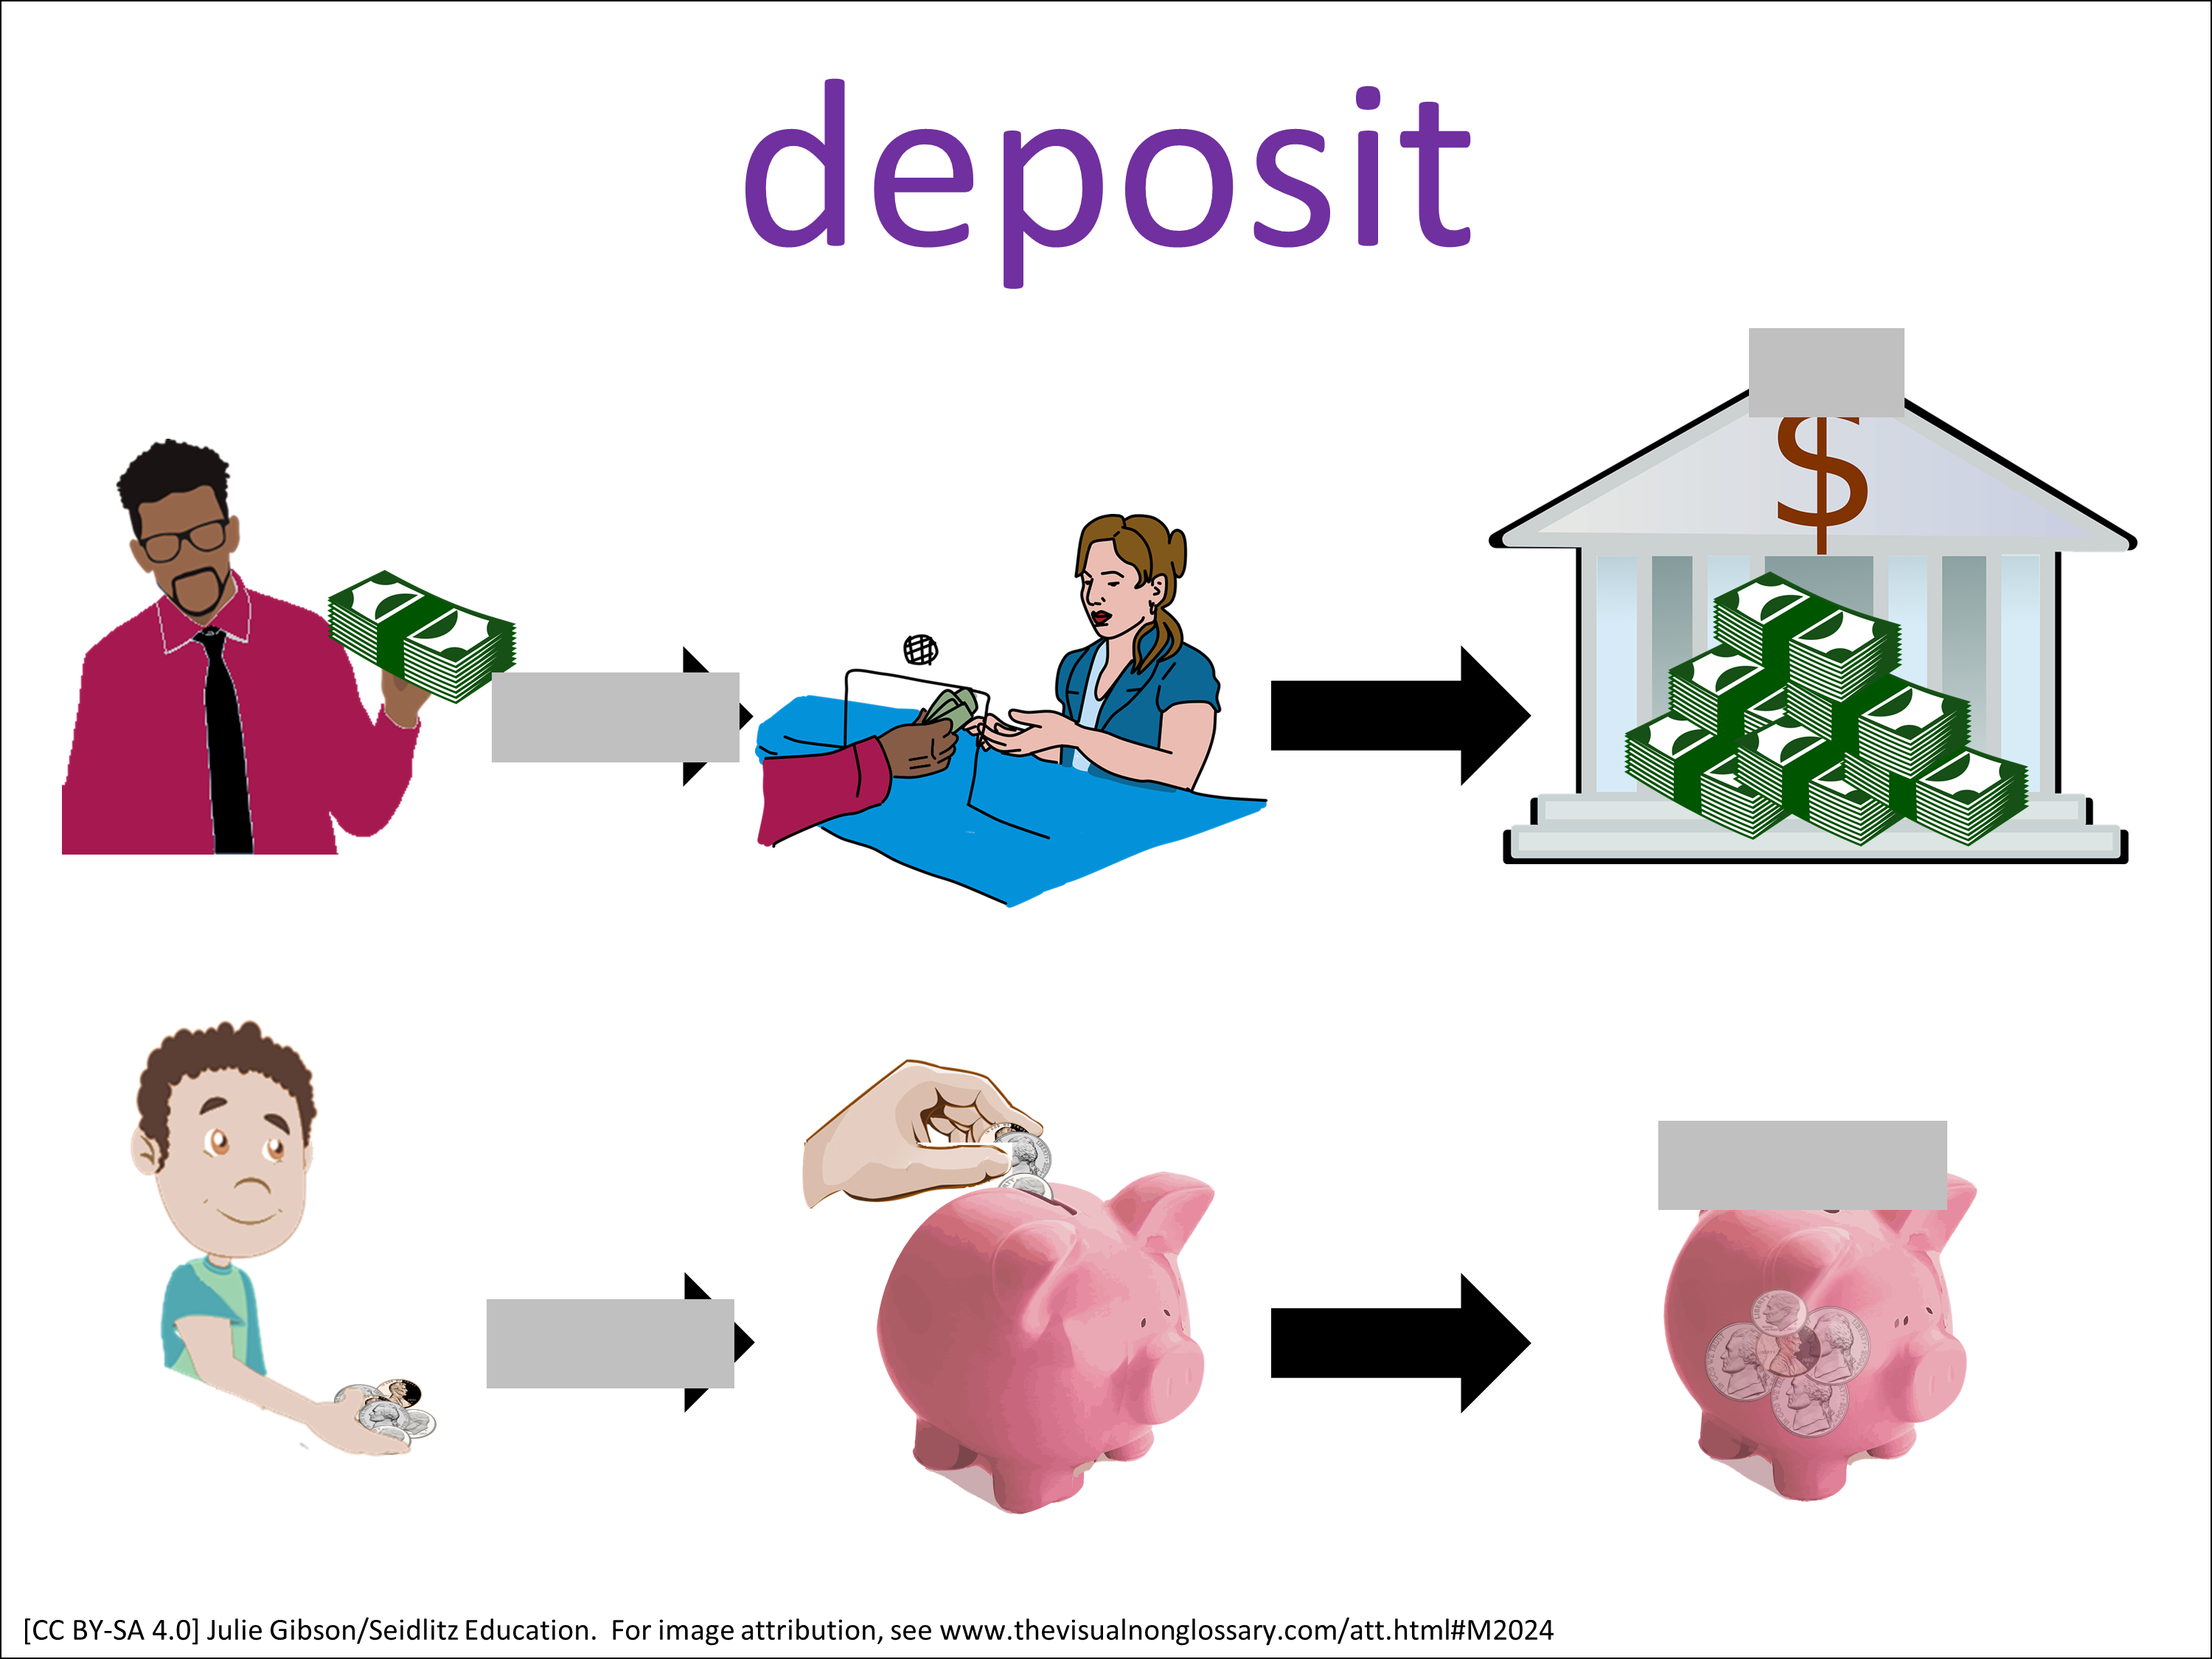 deposit
$
[CC BY-SA 4.0] Julie Gibson/Seidlitz Education.  For image attribution, see www.thevisualnonglossary.com/att.html#M2024